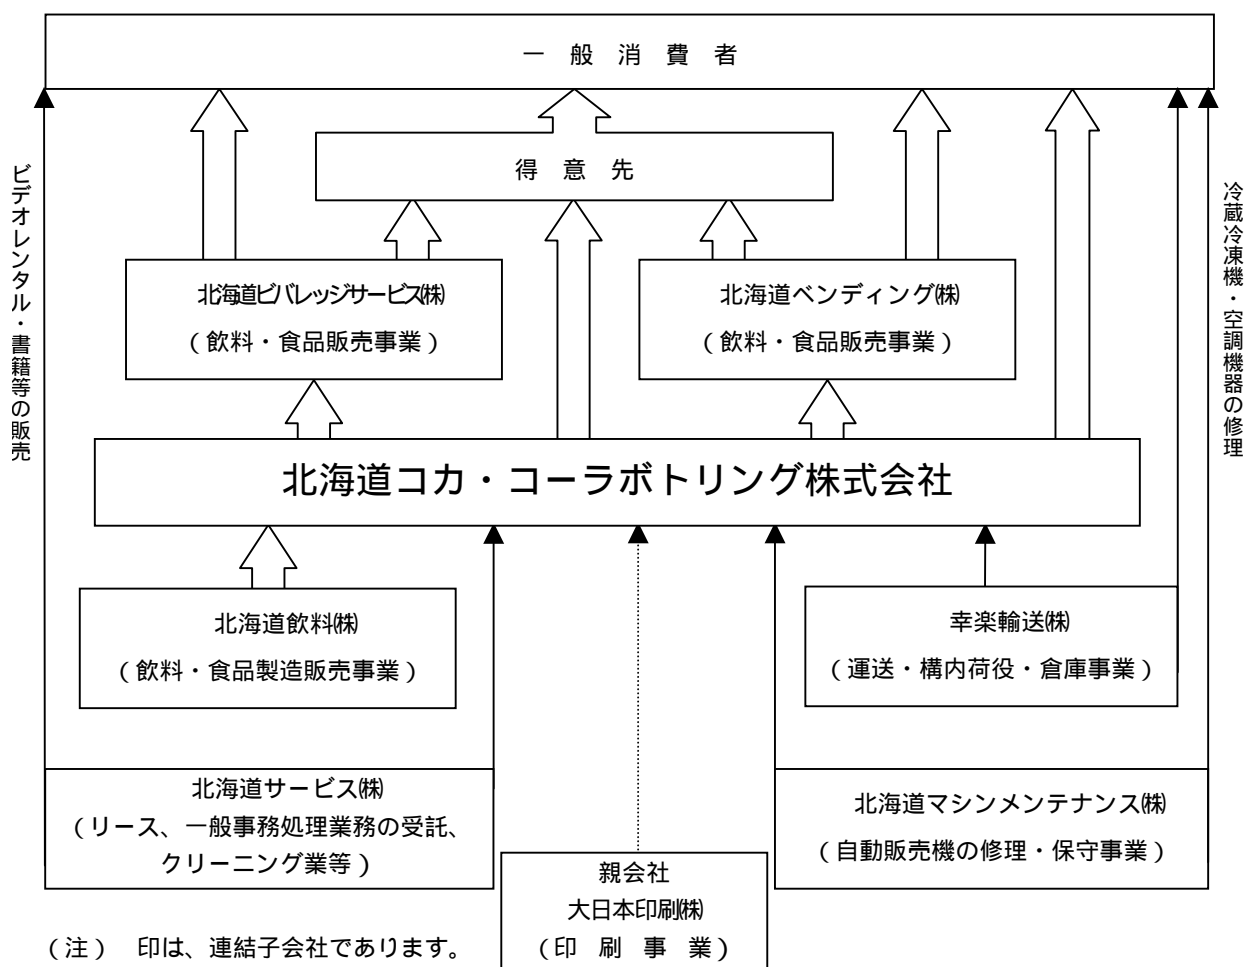 一 般 消 費 者
得 意 先
ビデオレンタル・書籍等の販売
冷蔵冷凍機・空調機器の修理
北海道ビバレッジサービス㈱
（飲料・食品販売事業）
北海道ベンディング㈱
（飲料・食品販売事業）
北海道コカ・コーラボトリング株式会社
北海道飲料㈱
（飲料・食品製造販売事業）
幸楽輸送㈱
（運送・構内荷役・倉庫事業）
北海道サービス㈱
（リース、一般事務処理業務の受託、
クリーニング業等）
北海道マシンメンテナンス㈱
（自動販売機の修理・保守事業）
親会社
大日本印刷㈱
（印 刷 事 業）
（注）　印は、連結子会社であります。